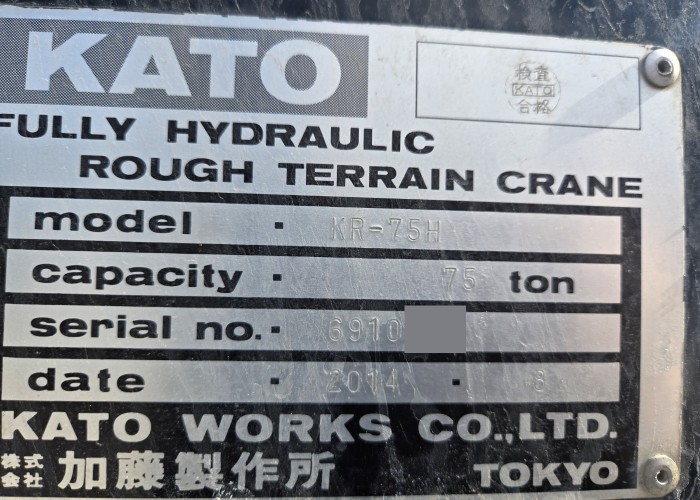 KATO
検査
KATO
合格
FULLY HYDRAULIC
ROUGH TERRAIN CRANE
model · KR-75H
capacity · 75 ton
serial no. · 6910
date · 2014 · 6
KATO WORKS CO.,LTD.
株式会社 加藤製作所 TOKYO